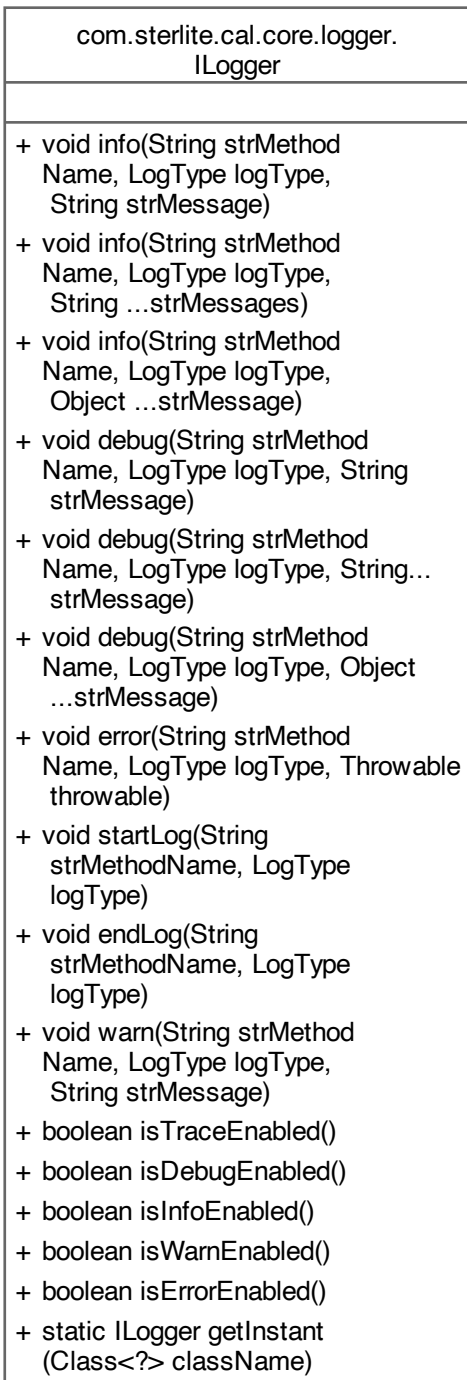 com.sterlite.cal.core.logger.
ILogger
+ void info(String strMethod
Name, LogType logType,
String strMessage)
+ void info(String strMethod
Name, LogType logType,
String ...strMessages)
+ void info(String strMethod
Name, LogType logType,
Object ...strMessage)
+ void debug(String strMethod
Name, LogType logType, String
strMessage)
+ void debug(String strMethod
Name, LogType logType, String...
strMessage)
+ void debug(String strMethod
Name, LogType logType, Object
...strMessage)
+ void error(String strMethod
Name, LogType logType, Throwable
throwable)
+ void startLog(String
strMethodName, LogType
logType)
+ void endLog(String
strMethodName, LogType
logType)
+ void warn(String strMethod
Name, LogType logType,
String strMessage)
+ boolean isTraceEnabled()
+ boolean isDebugEnabled()
+ boolean isInfoEnabled()
+ boolean isWarnEnabled()
+ boolean isErrorEnabled()
+ static ILogger getInstant
(Class<?> className)